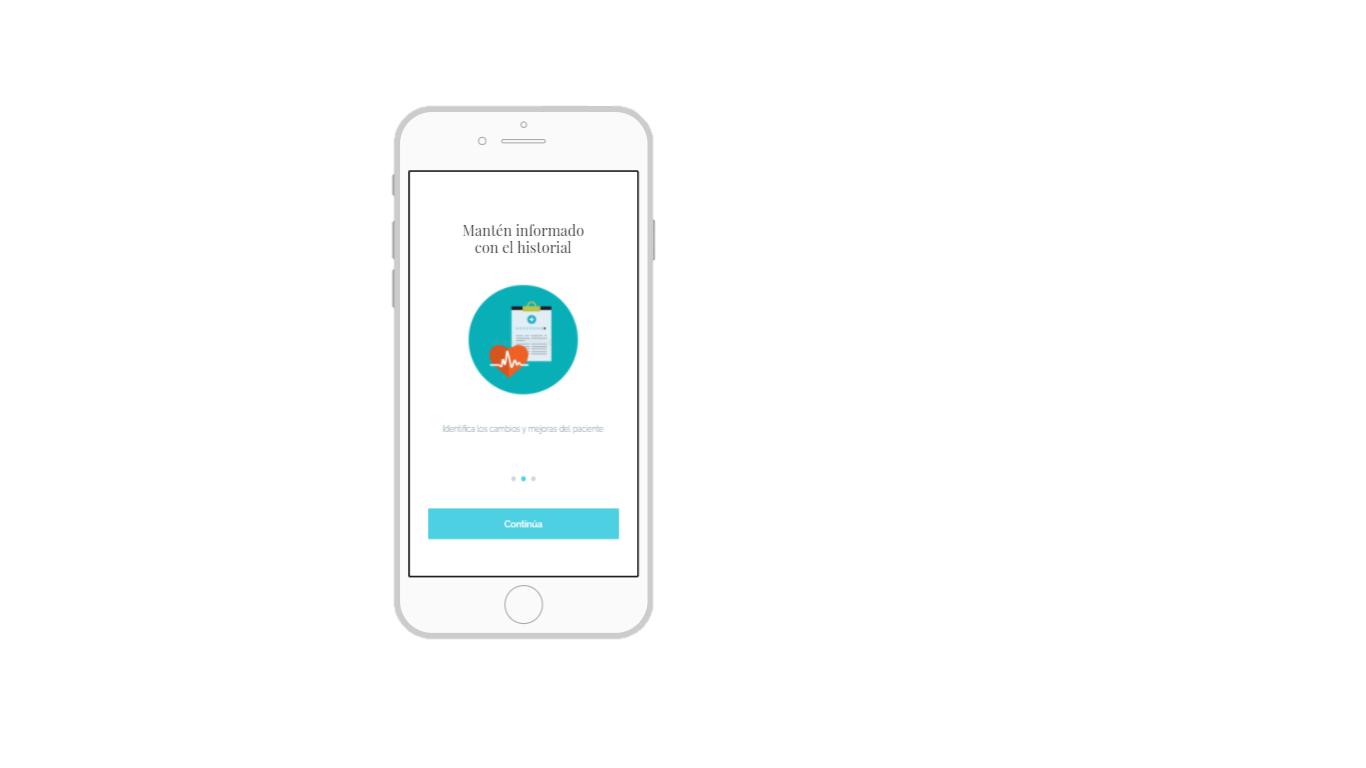 Mantén informado
con el historial
Identifica los cambios y mejoras del paciente
Continúa